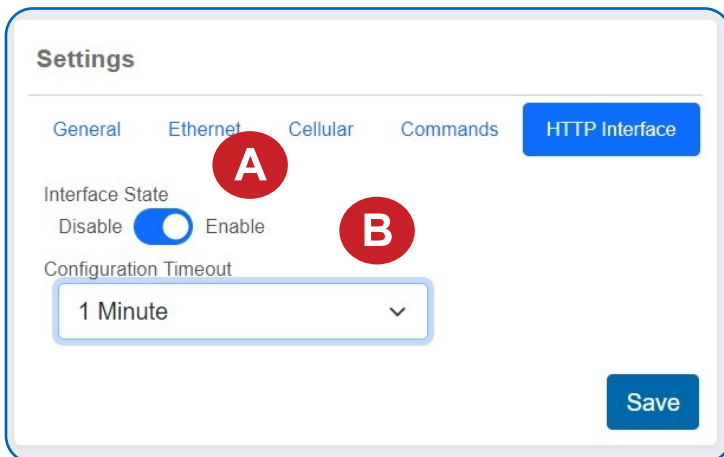 Settings
General Ethernet Cellular Commands HTTP Interface
A
Interface State
Disable Enable
B
Configuration Timeout
1 Minute
Save